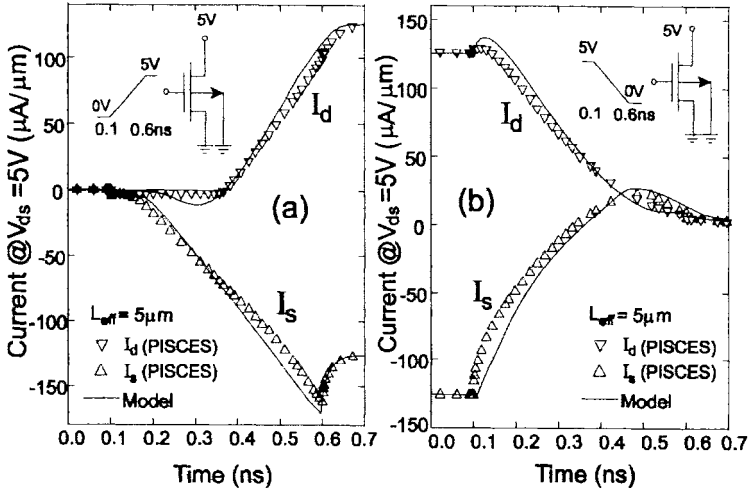 5V
5V
0V
0.1 0.6ns
I_d
(a)
I_s
L_eff = 5μm
▽ I_d (PISCES)
△ I_s (PISCES)
— Model
Current @V_ds =5V (μA/μm)
100
50
0
-50
-100
-150
0.0 0.1 0.2 0.3 0.4 0.5 0.6 0.7
Time (ns)
5V
5V
0V
0.1 0.6ns
I_d
(b)
I_s
L_eff = 5μm
▽ I_d (PISCES)
△ I_s (PISCES)
— Model
Current @V_ds =5V (μA/μm)
150
100
50
0
-50
-100
-150
0.0 0.1 0.2 0.3 0.4 0.5 0.6 0.7
Time (ns)